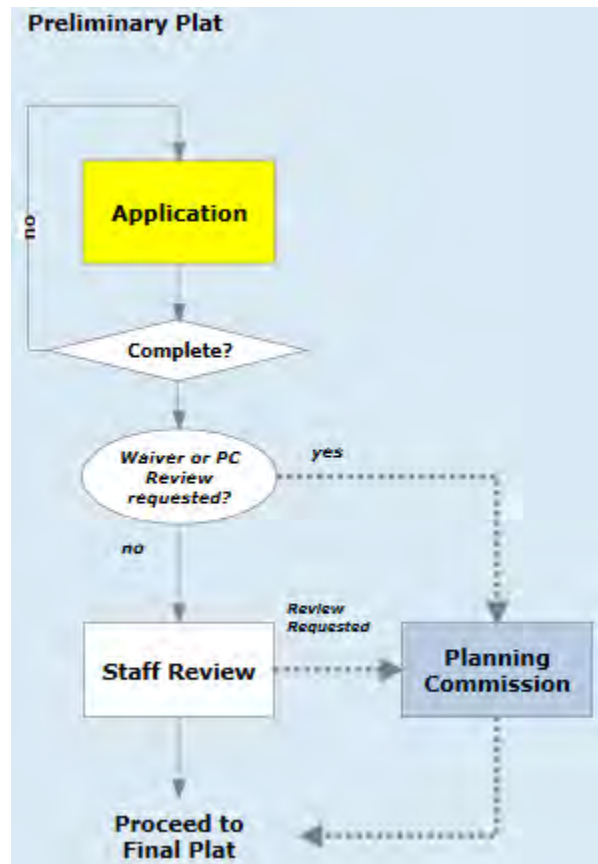 Preliminary Plat
no
Application
Complete?
Waiver or PC
Review
requested?
yes
no
Review
Requested
Staff Review
Planning
Commission
Proceed to
Final Plat